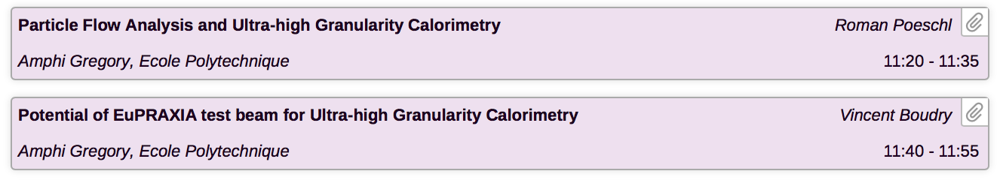 Particle Flow Analysis and Ultra-high Granularity Calorimetry Roman Poeschl
Amphi Gregory, Ecole Polytechnique 11:20 - 11:35
Potential of EuPRAXIA test beam for Ultra-high Granularity Calorimetry Vincent Boudry
Amphi Gregory, Ecole Polytechnique 11:40 - 11:55